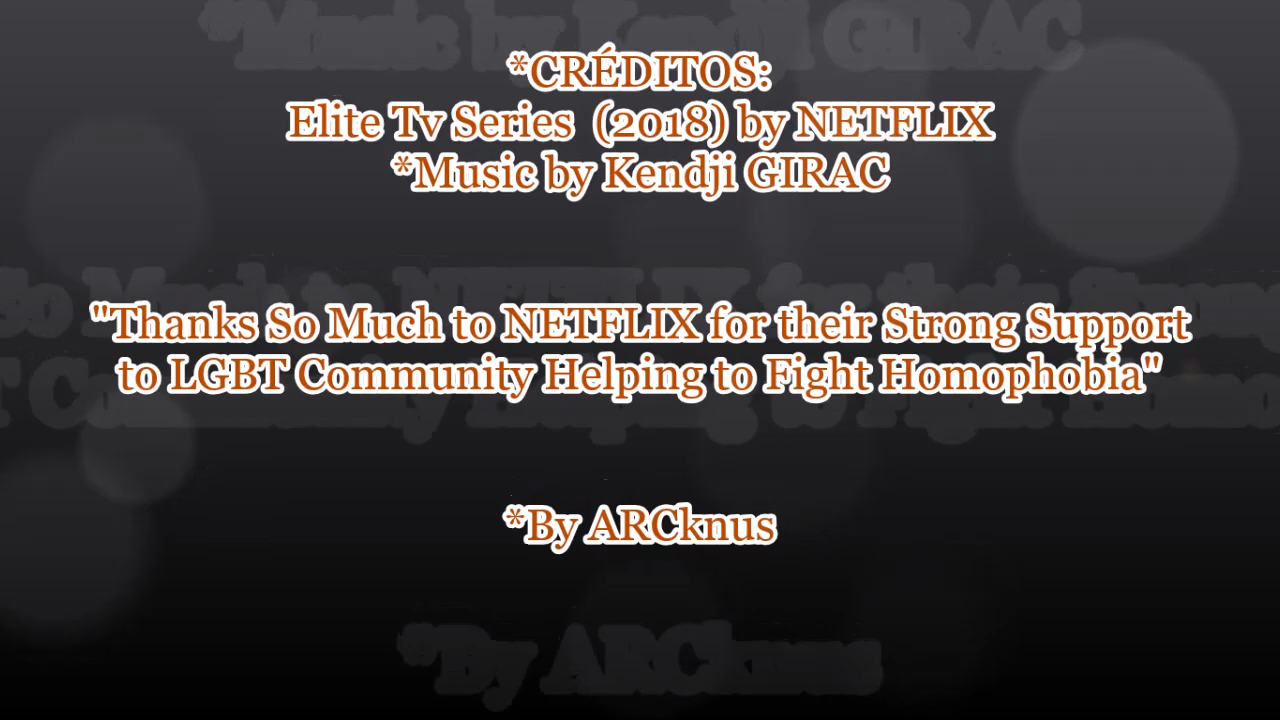 *CRÉDITOS:
Elite Tv Series (2018) by NETFLIX
*Music by Kendji GIRAC
"Thanks So Much to NETFLIX for their Strong Support
to LGBT Community Helping to Fight Homophobia"
*By ARCknus